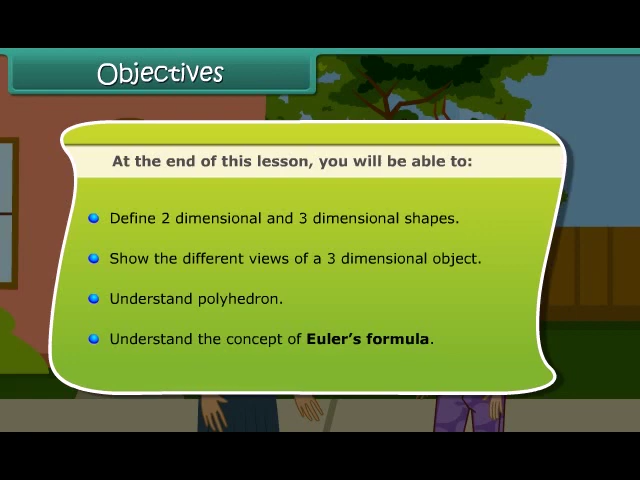 Objectives
At the end of this lesson, you will be able to:
Define 2 dimensional and 3 dimensional shapes.
Show the different views of a 3 dimensional object.
Understand polyhedron.
Understand the concept of Euler's formula.